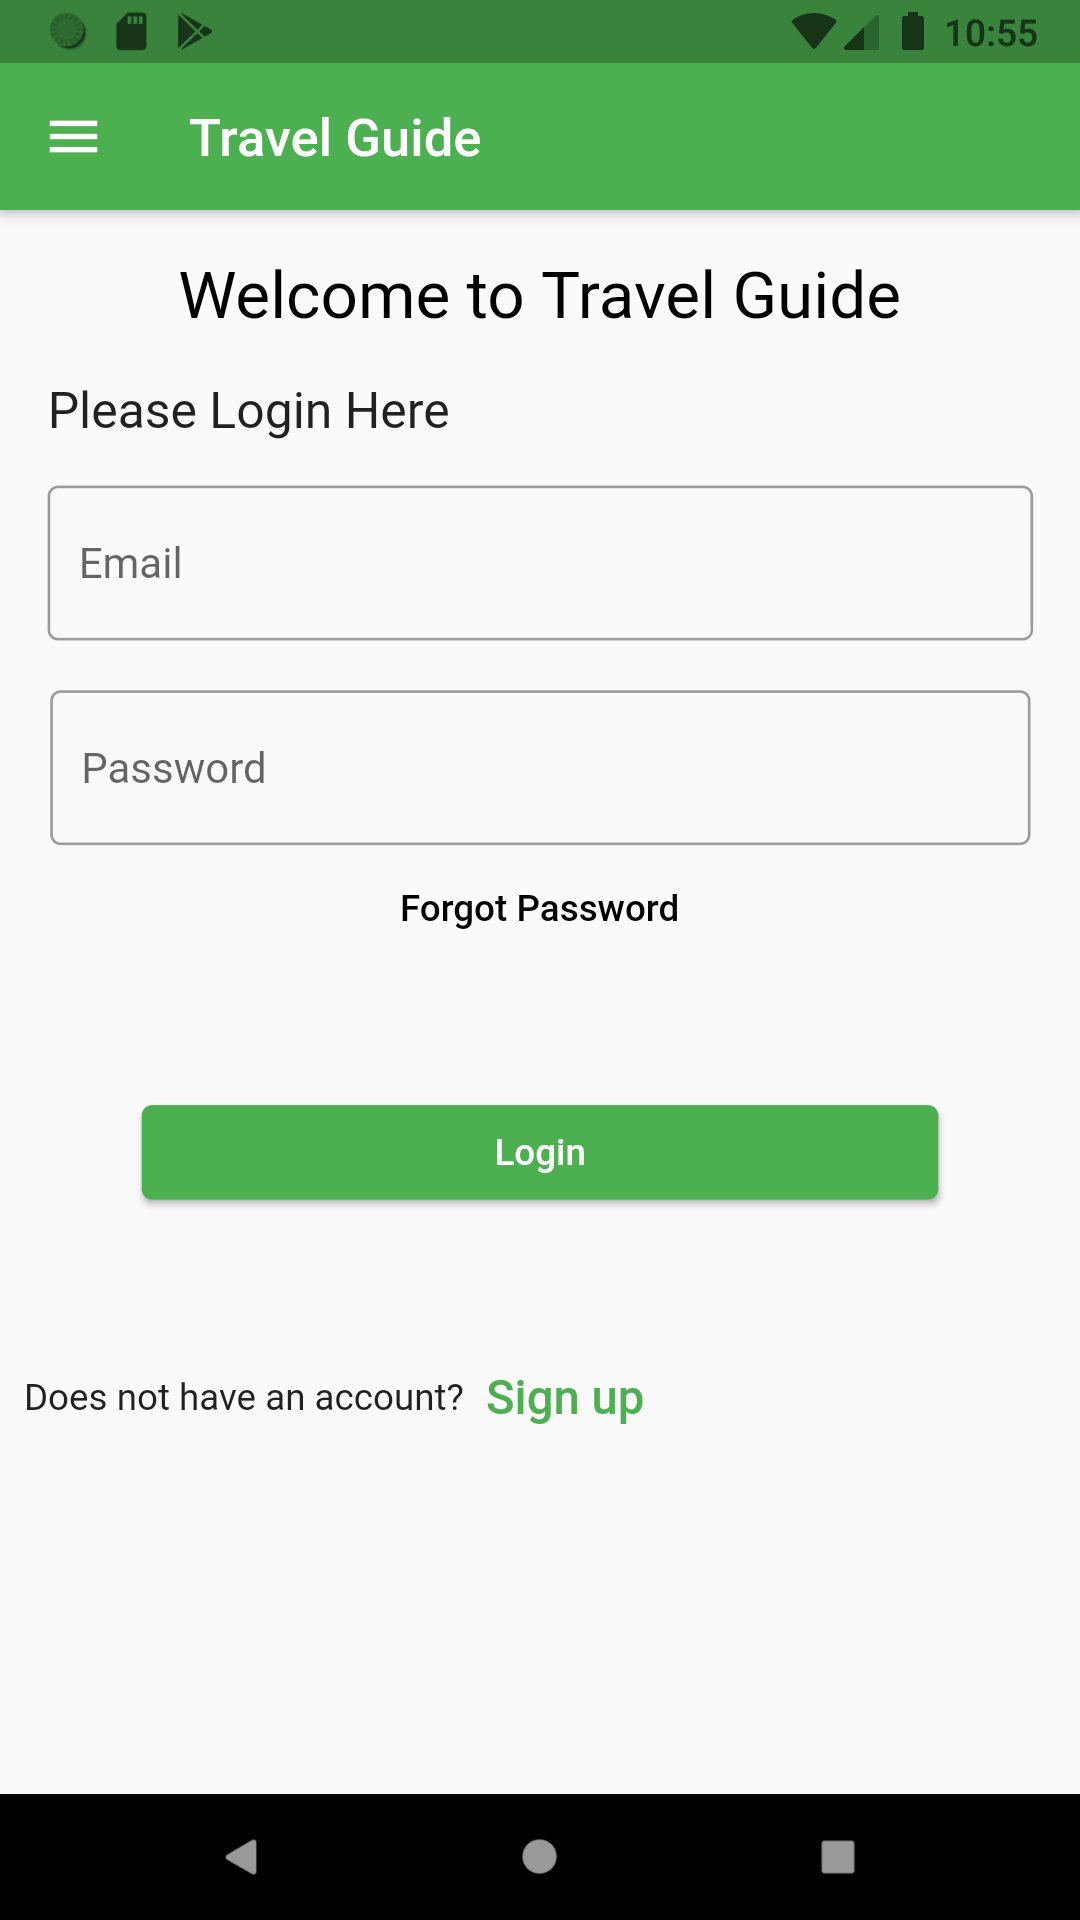 10:55
Travel Guide
Welcome to Travel Guide
Please Login Here
Email
Password
Forgot Password
Login
Does not have an account? Sign up